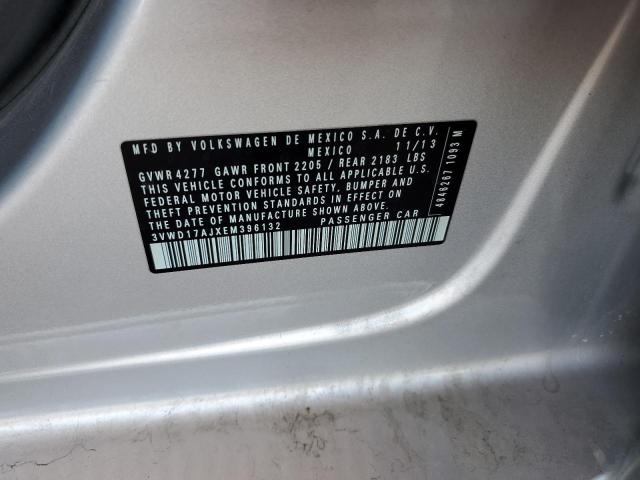 MFD BY VOLKSWAGEN DE MEXICO S.A. DE C.V.
MEXICO 11/13
GVWR 4277 GAWR FRONT 2205 / REAR 2183 LBS
THIS VEHICLE CONFORMS TO ALL APPLICABLE U.S.
FEDERAL MOTOR VEHICLE SAFETY, BUMPER AND
THEFT PREVENTION STANDARDS IN EFFECT ON
THE DATE OF MANUFACTURE SHOWN ABOVE.
3VWD17AJXEM396132 PASSENGER CAR
4846267 1093 M